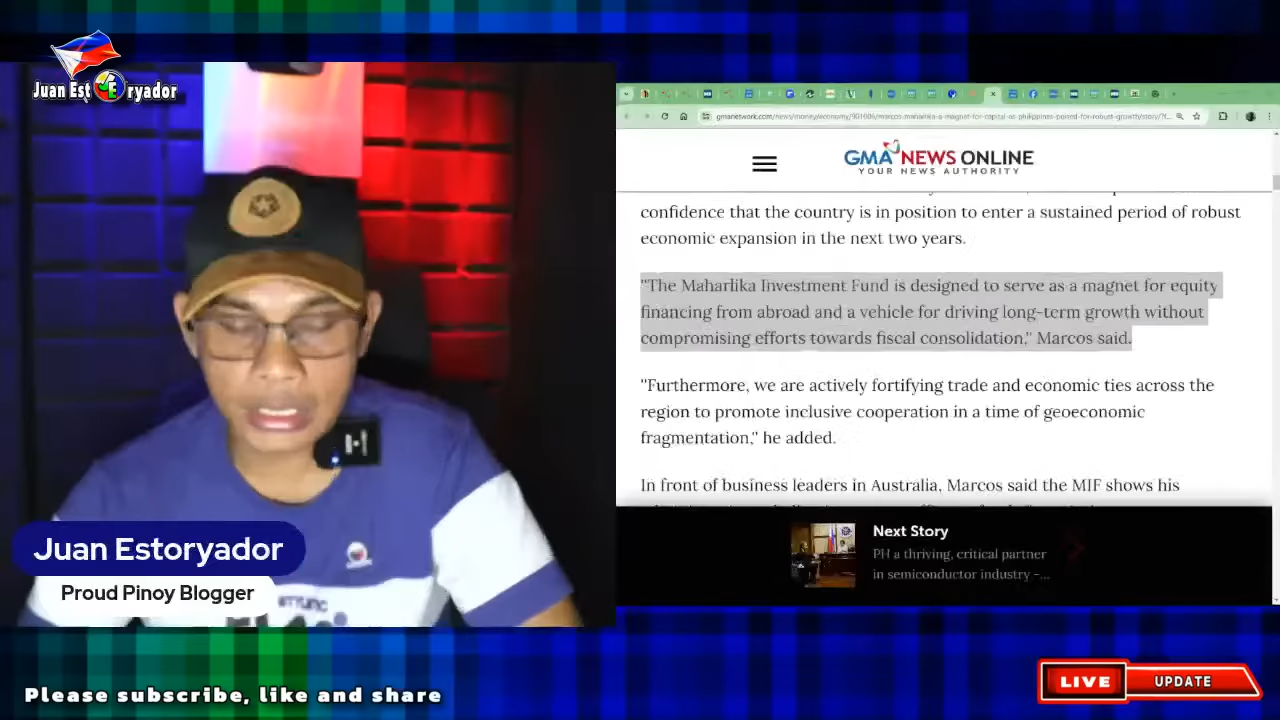 Juan Est ryador
GMA NEWS ONLINE
YOUR NEWS AUTHORITY
confidence that the country is in position to enter a sustained period of robust
economic expansion in the next two years.
"The Maharlika Investment Fund is designed to serve as a magnet for equity
financing from abroad and a vehicle for driving long-term growth without
compromising efforts towards fiscal consolidation," Marcos said.
"Furthermore, we are actively fortifying trade and economic ties across the
region to promote inclusive cooperation in a time of geoeconomic
fragmentation," he added.
In front of business leaders in Australia, Marcos said the MIF shows his
Next Story
PH a thriving, critical partner
in semiconductor industry –...
Juan Estoryador
Proud Pinoy Blogger
Please subscribe, like and share
LIVE UPDATE